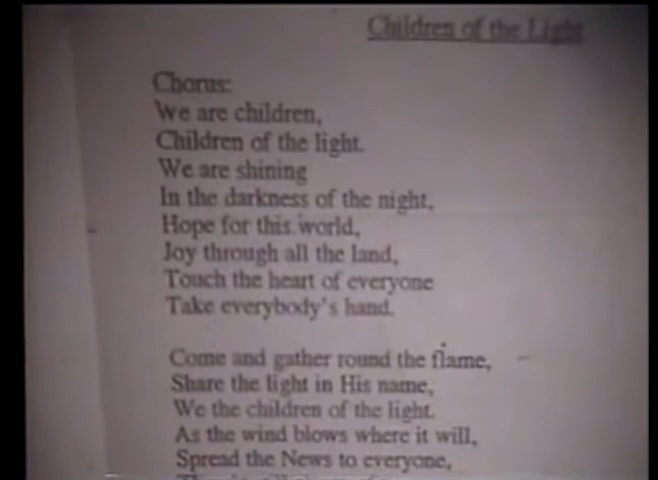 Children of the Light
Chorus:
We are children,
Children of the light.
We are shining
In the darkness of the night,
Hope for this world,
Joy through all the land,
Touch the heart of everyone
Take everybody's hand.
Come and gather round the flame,
Share the light in His name,
We the children of the light.
As the wind blows where it will,
Spread the News to everyone,